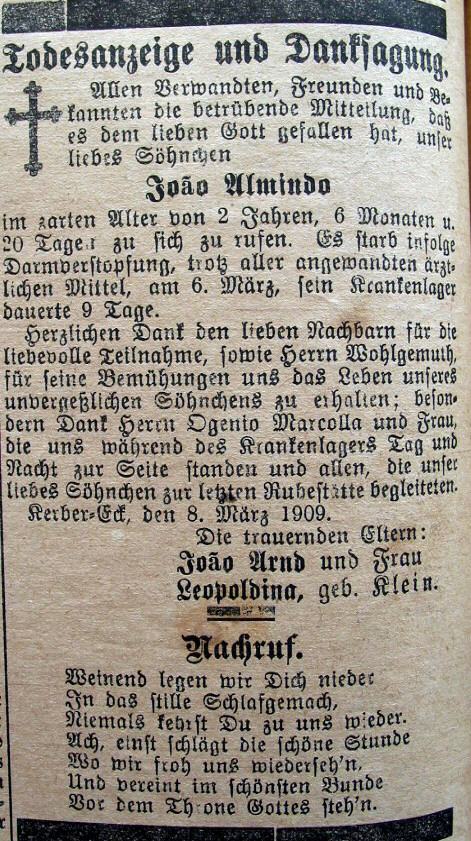 Todesanzeige und Danksagung.
Allen Verwandten, Freunden und Be-
kannten die betrübende Mitteilung, daß
es dem lieben Gott gefallen hat, unser
liebes Söhnchen
João Almindo
im zarten Alter von 2 Jahren, 6 Monaten u.
20 Tagen zu sich zu rufen. Es starb infolge
Darmverstopfung, trotz aller angewandten ärzt-
lichen Mittel, am 6. März, sein Krankenlager
dauerte 9 Tage.
Herzlichen Dank den lieben Nachbarn für die
liebevolle Teilnahme, sowie Herrn Wohlgemuth,
für seine Bemühungen uns das Leben unseres
unvergeßlichen Söhnchens zu erhalten; beson-
dern Dank Herrn Ogenio Marcolla und Frau,
die uns während des Krankenlagers Tag und
Nacht zur Seite standen und allen, die unser
liebes Söhnchen zur letzten Ruhestätte begleiteten.
Kerber-Eck, den 8. März 1909.
Die trauernden Eltern:
João Arnd und Frau
Leopoldina, geb. Klein.
Nachruf.
Weinend legen wir Dich nieder
In das stille Schlafgemach,
Niemals kehrst Du zu uns wieder.
Ach, einst schlägt die schöne Stunde
Wo wir froh uns wiederseh'n,
Und vereint im schönsten Bunde
Vor dem Throne Gottes steh'n.